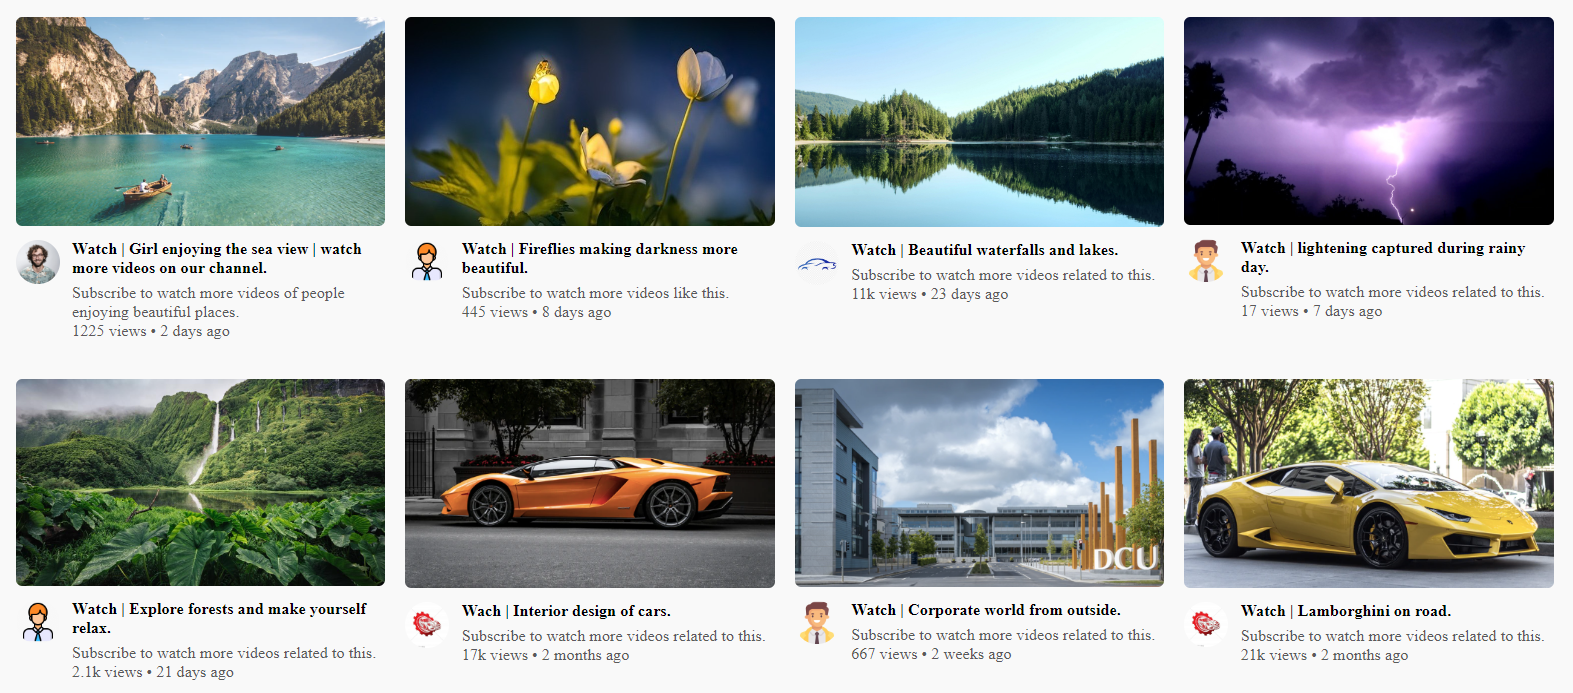 Watch | Girl enjoying the sea view | watch
more videos on our channel.
Subscribe to watch more videos of people
enjoying beautiful places.
1225 views • 2 days ago
Watch | Fireflies making darkness more
beautiful.
Subscribe to watch more videos like this.
445 views • 8 days ago
Watch | Beautiful waterfalls and lakes.
Subscribe to watch more videos related to this.
11k views • 23 days ago
Watch | lightening captured during rainy
day.
Subscribe to watch more videos related to this.
17 views • 7 days ago
Watch | Explore forests and make yourself
relax.
Subscribe to watch more videos related to this.
2.1k views • 21 days ago
Wach | Interior design of cars.
Subscribe to watch more videos related to this.
17k views • 2 months ago
DCU
Watch | Corporate world from outside.
Subscribe to watch more videos related to this.
667 views • 2 weeks ago
Watch | Lamborghini on road.
Subscribe to watch more videos related to this.
21k views • 2 months ago